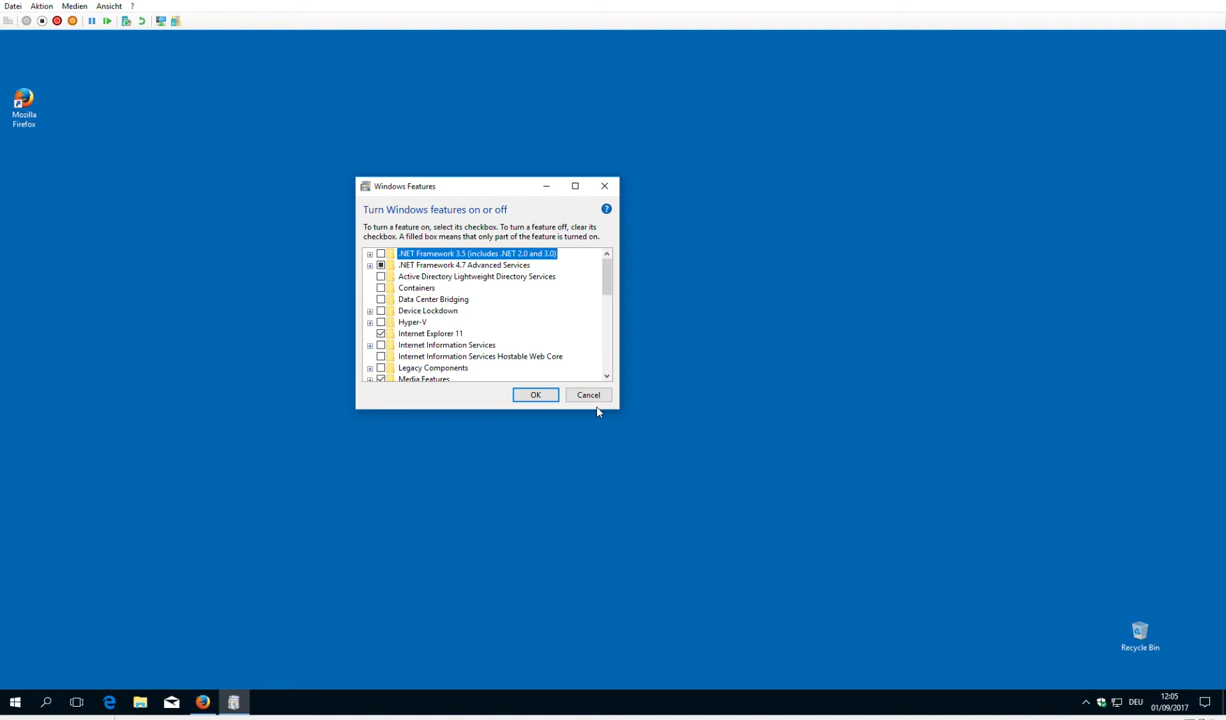 Datei Aktion Medien Ansicht ?
Mozilla
Firefox
Windows Features
Turn Windows features on or off
To turn a feature on, select its checkbox. To turn a feature off, clear its
checkbox. A filled box means that only part of the feature is turned on.
.NET Framework 3.5 (includes .NET 2.0 and 3.0)
.NET Framework 4.7 Advanced Services
Active Directory Lightweight Directory Services
Containers
Data Center Bridging
Device Lockdown
Hyper-V
Internet Explorer 11
Internet Information Services
Internet Information Services Hostable Web Core
Legacy Components
Media Features
OK Cancel
Recycle Bin
DEU
12:05
01/09/2017